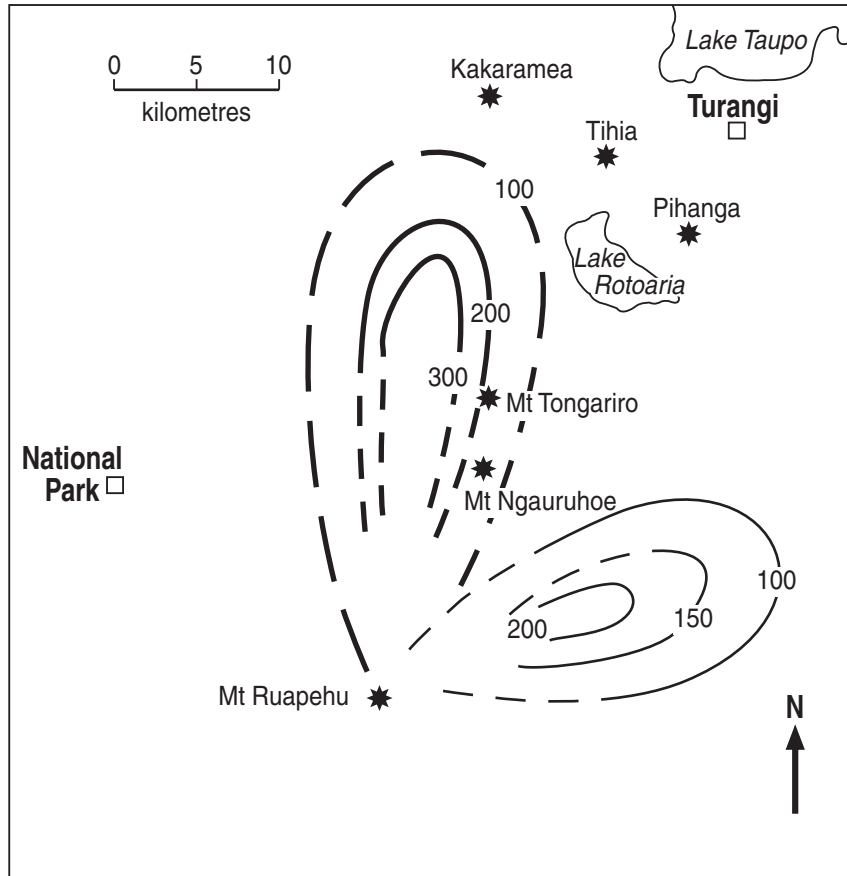 Lake Taupo
0 5 10
kilometres
Kakaramea
Turangi
Tihia
100
Pihanga
Lake
Rotoaria
200
300
Mt Tongariro
National
Park
Mt Ngauruhoe
100
200
150
Mt Ruapehu
N